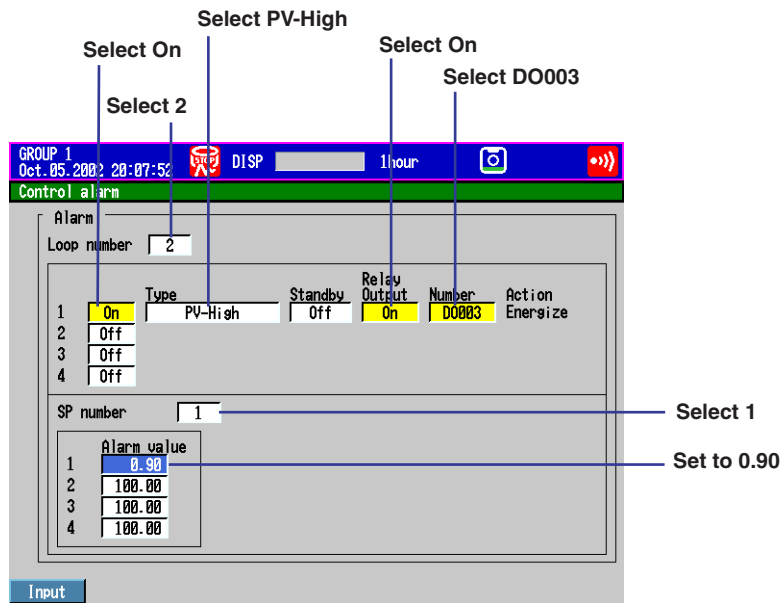 Select PV-High
Select On
Select On
Select DO003
Select 2
GROUP 1
Oct.05.2002 20:07:52
STOP
DISP
1hour
Control alarm
Alarm
Loop number 2
Type Standby Relay Output Number Action
1 On PV-High Off On DO003 Energize
2 Off
3 Off
4 Off
SP number 1
Select 1
Alarm value
1 0.90
Set to 0.90
2 100.00
3 100.00
4 100.00
Input